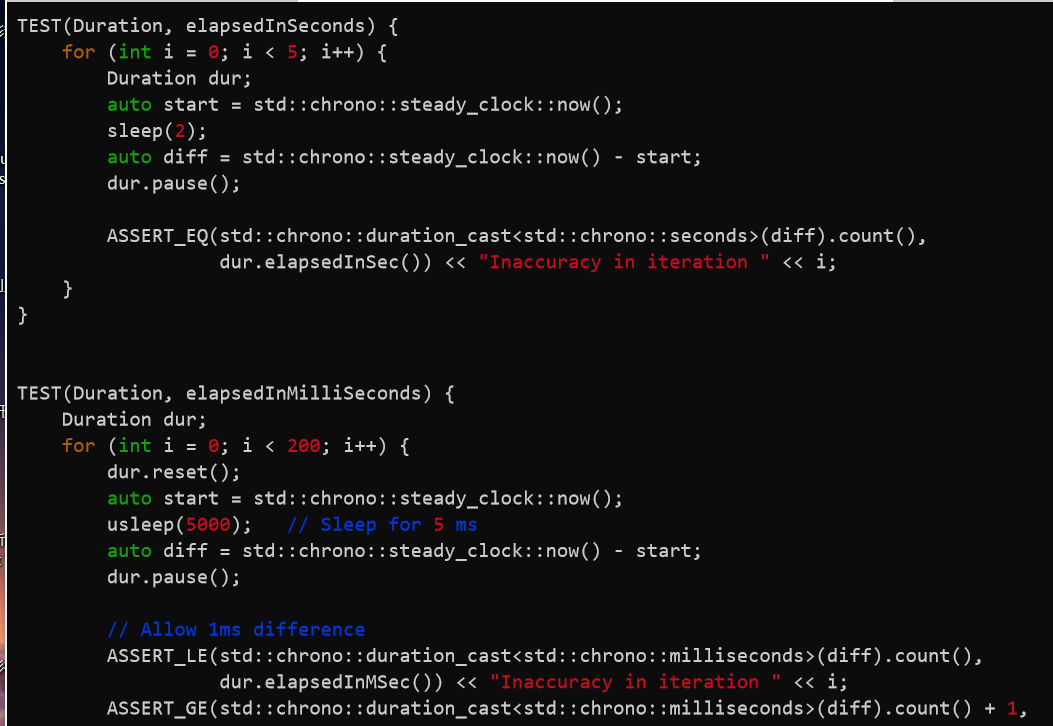 TEST(Duration, elapsedInSeconds) {
    for (int i = 0; i < 5; i++) {
        Duration dur;
        auto start = std::chrono::steady_clock::now();
        sleep(2);
        auto diff = std::chrono::steady_clock::now() - start;
        dur.pause();

        ASSERT_EQ(std::chrono::duration_cast<std::chrono::seconds>(diff).count(),
                  dur.elapsedInSec()) << "Inaccuracy in iteration " << i;
    }
}


TEST(Duration, elapsedInMilliSeconds) {
    Duration dur;
    for (int i = 0; i < 200; i++) {
        dur.reset();
        auto start = std::chrono::steady_clock::now();
        usleep(5000);   // Sleep for 5 ms
        auto diff = std::chrono::steady_clock::now() - start;
        dur.pause();

        // Allow 1ms difference
        ASSERT_LE(std::chrono::duration_cast<std::chrono::milliseconds>(diff).count(),
                  dur.elapsedInMSec()) << "Inaccuracy in iteration " << i;
        ASSERT_GE(std::chrono::duration_cast<std::chrono::milliseconds>(diff).count() + 1,